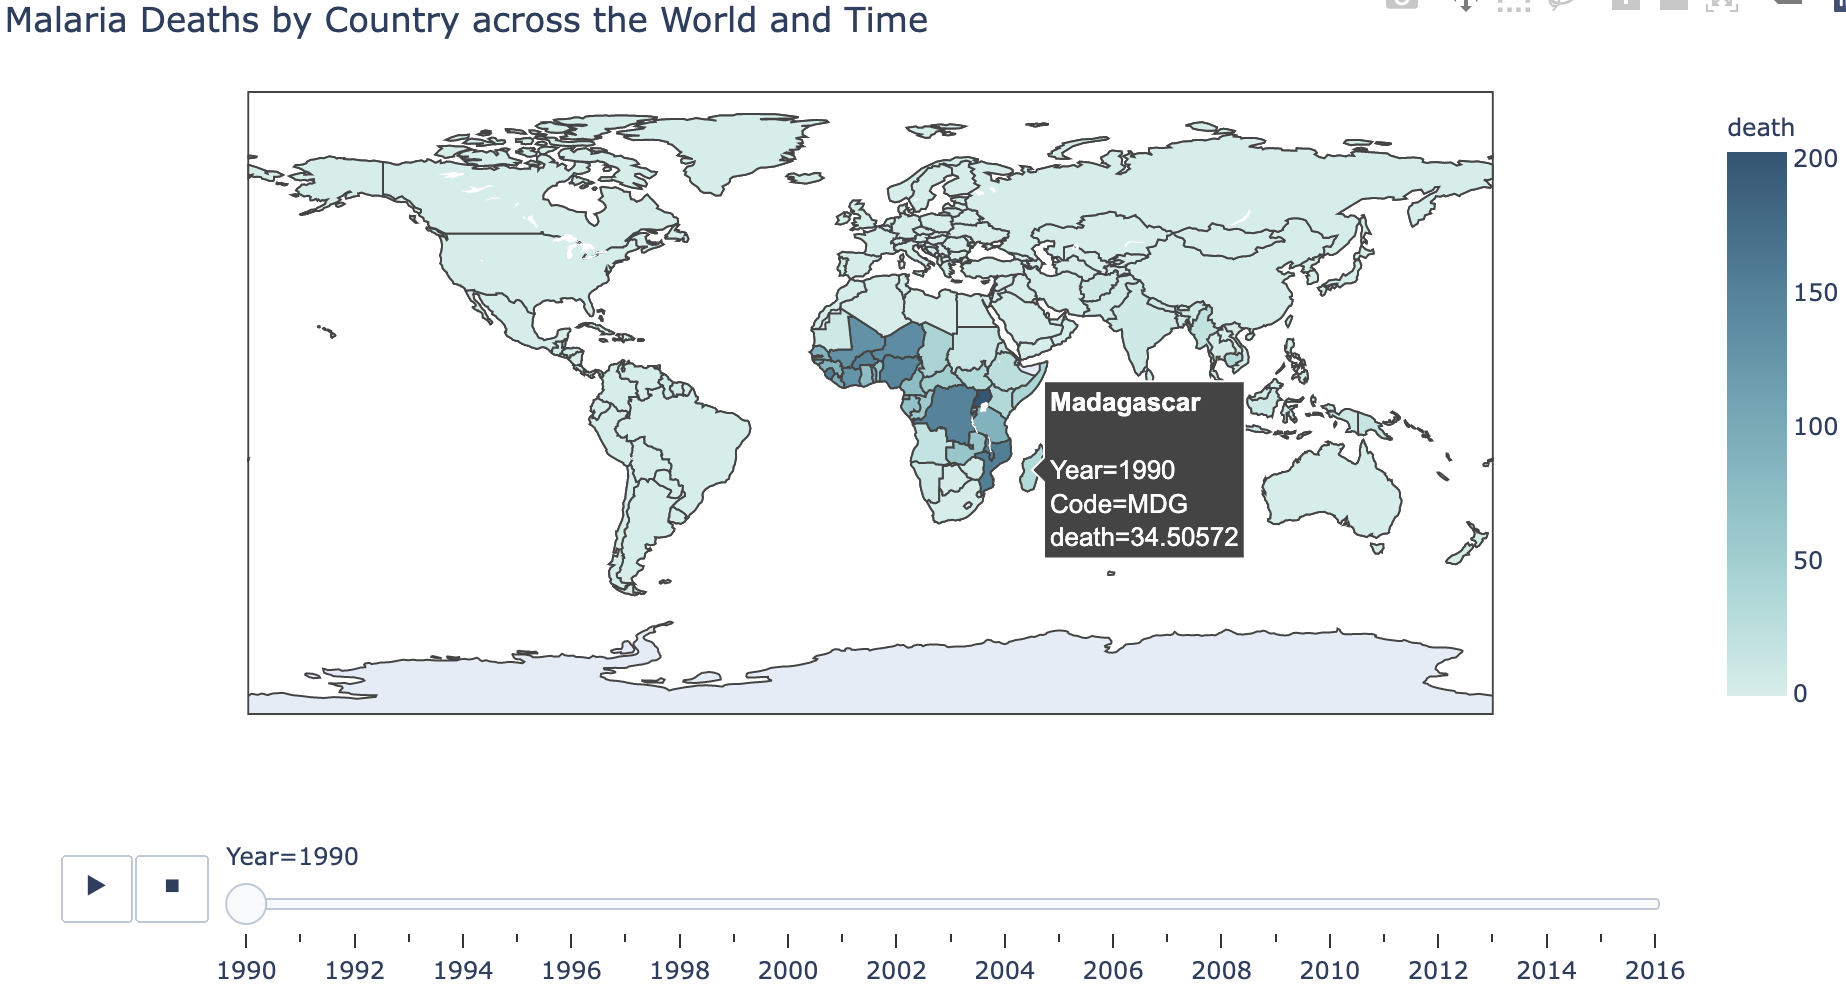 Malaria Deaths by Country across the World and Time
death
200
150
100
50
0
Madagascar
Year=1990
Code=MDG
death=34.50572
Year=1990
1990
1992
1994
1996
1998
2000
2002
2004
2006
2008
2010
2012
2014
2016